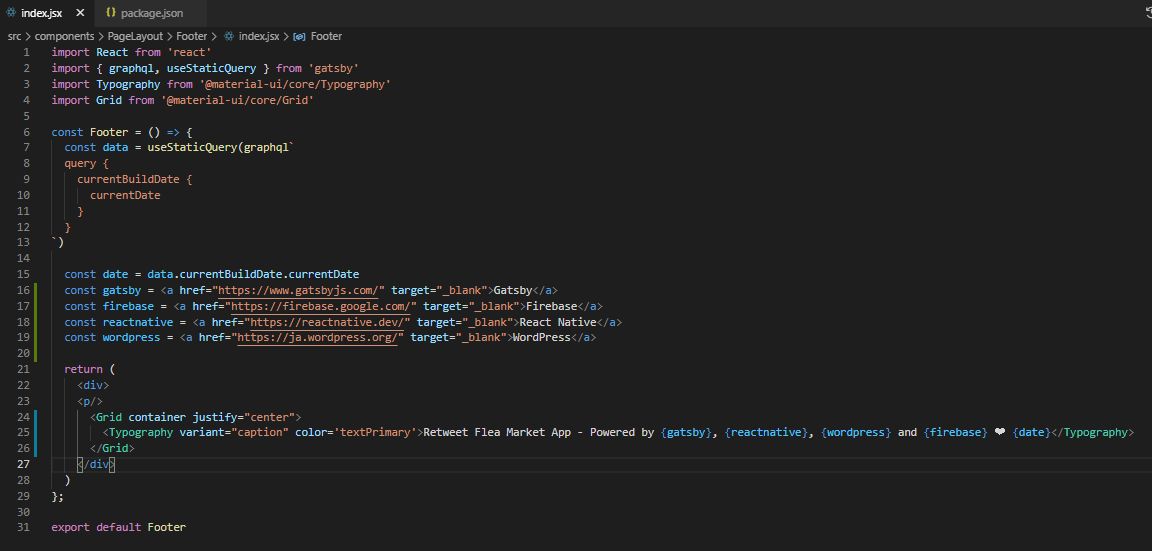 index.jsx package.json
src > components > PageLayout > Footer > index.jsx > Footer
1 import React from 'react'
2 import { graphql, useStaticQuery } from 'gatsby'
3 import Typography from '@material-ui/core/Typography'
4 import Grid from '@material-ui/core/Grid'
5
6 const Footer = () => {
7 const data = useStaticQuery(graphql`
8 query {
9 currentBuildDate {
10 currentDate
11 }
12 }
13 `)
14
15 const date = data.currentBuildDate.currentDate
16 const gatsby = <a href="https://www.gatsbyjs.com/" target="_blank">Gatsby</a>
17 const firebase = <a href="https://firebase.google.com/" target="_blank">Firebase</a>
18 const reactnative = <a href="https://reactnative.dev/" target="_blank">React Native</a>
19 const wordpress = <a href="https://ja.wordpress.org/" target="_blank">WordPress</a>
20
21 return (
22 <div>
23 <p/>
24 <Grid container justify="center">
25 <Typography variant="caption" color='textPrimary'>Retweet Flea Market App - Powered by {gatsby}, {reactnative}, {wordpress} and {firebase} ❤ {date}</Typography>
26 </Grid>
27 </div>
28 )
29 };
30
31 export default Footer